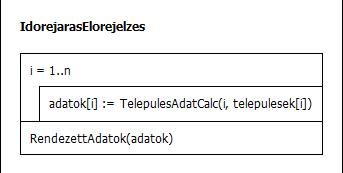 IdorejarasElorejelzes
i = 1..n
adatok[i] := TelepulesAdatCalc(i, telepulesek[i])
RendezettAdatok(adatok)